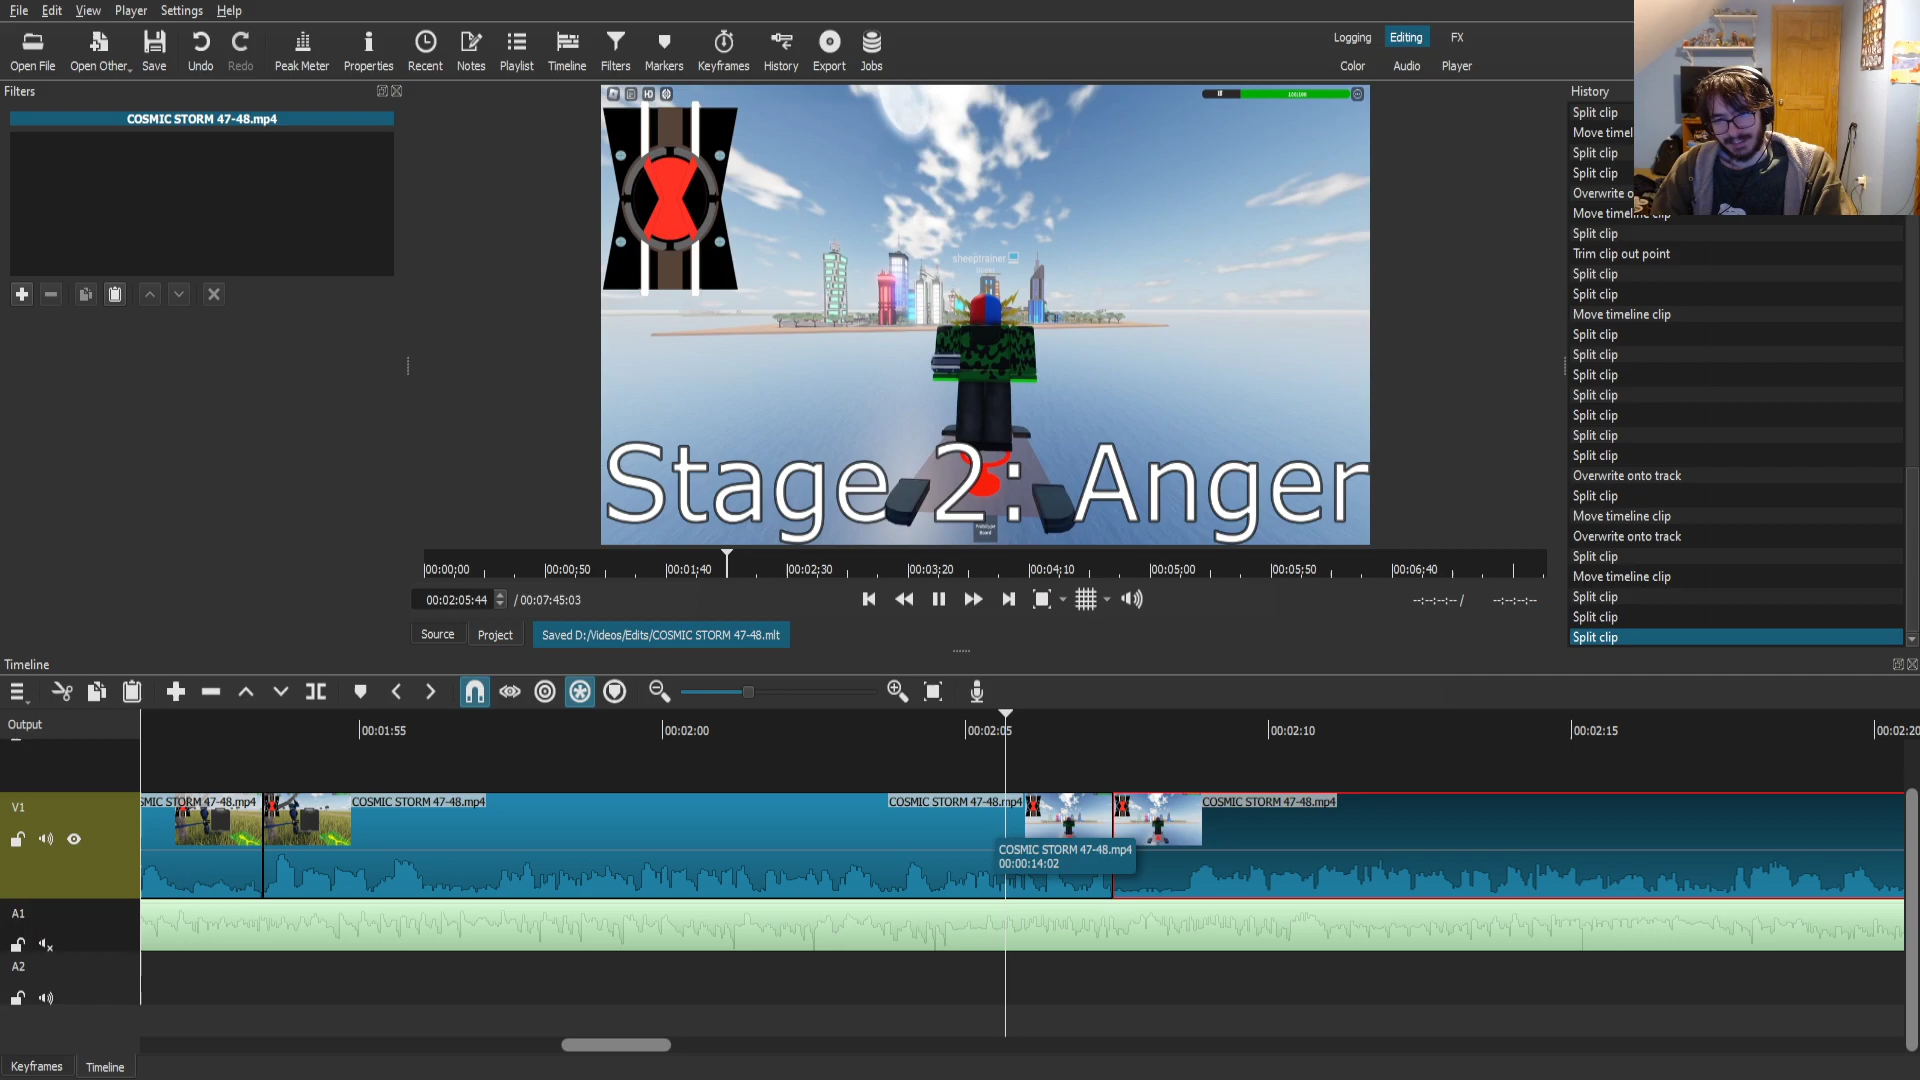 File Edit View Player Settings Help
Open File Open Other.. Save Undo Redo Peak Meter Properties Recent Notes Playlist Timeline Filters Markers Keyframes History Export Jobs
Logging Editing FX
Color Audio Player
Filters
COSMIC STORM 47-48.mp4
100/100
sheeptrainer
Stage 2: Anger
Prototype
Board
00:00:00 00:00;50 00:01;40 00:02;30 00:03;20 00:04;10 00:05;00 00:05;50 00:06;40
00:02:05:44 / 00:07:45:03
--:--:--:-- / --:--:--:--
Source Project Saved D:/Videos/Edits/COSMIC STORM 47-48.mlt
History
Split clip
Move timel
Split clip
Split clip
Overwrite o
Move timeline clip
Split clip
Trim clip out point
Split clip
Split clip
Move timeline clip
Split clip
Split clip
Split clip
Split clip
Split clip
Split clip
Split clip
Overwrite onto track
Split clip
Move timeline clip
Overwrite onto track
Split clip
Move timeline clip
Split clip
Split clip
Split clip
Timeline
Output
00:01:55 00:02:00 00:02:05 00:02:10 00:02:15 00:02:20
V1
SMIC STORM 47-48.mp4 COSMIC STORM 47-48.mp4 COSMIC STORM 47-48.mp4 COSMIC STORM 47-48.mp4
COSMIC STORM 47-48.mp4
00:00:14:02
A1
A2
Keyframes Timeline